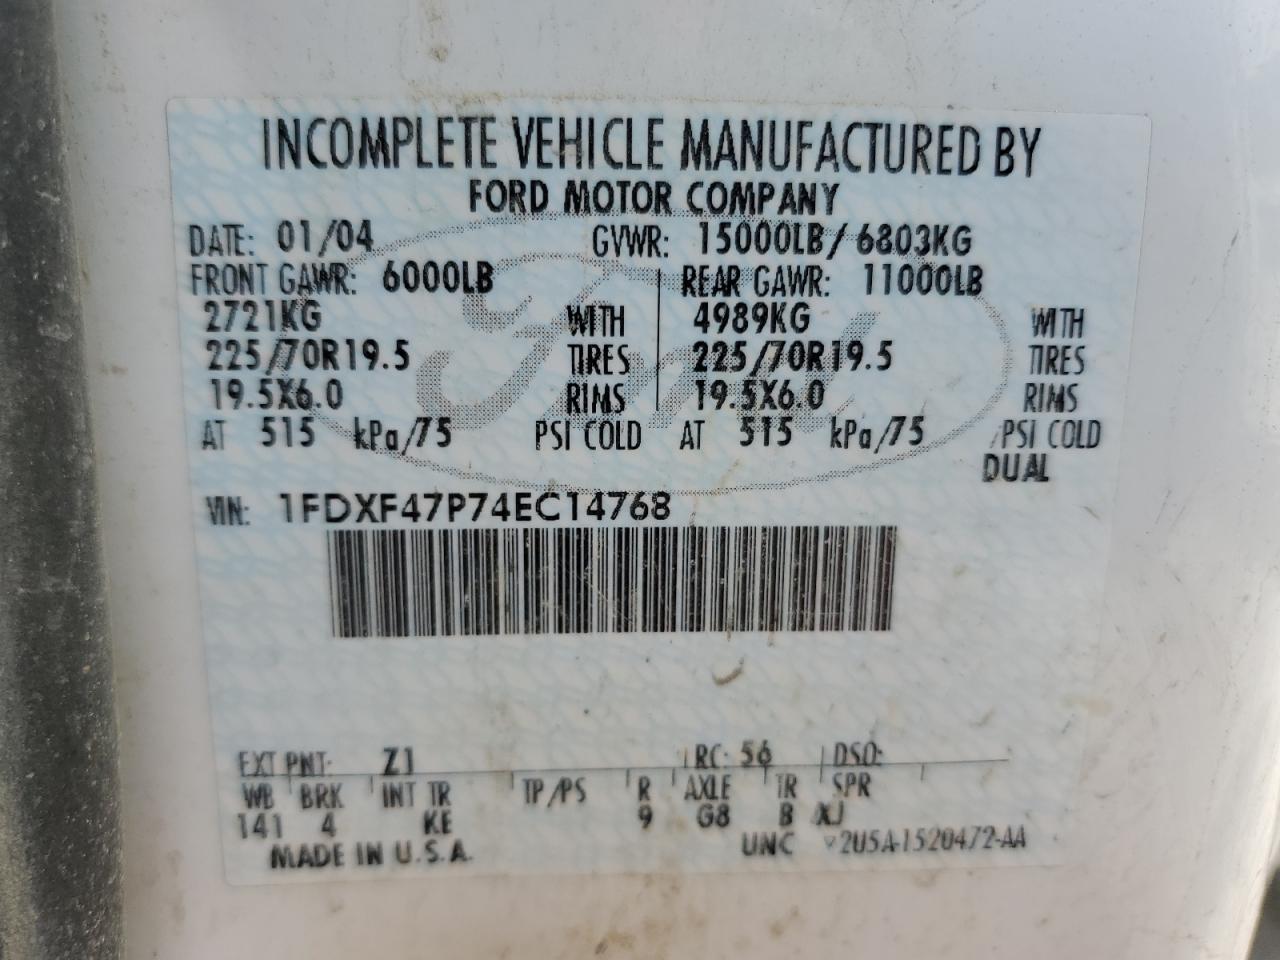 INCOMPLETE VEHICLE MANUFACTURED BY
FORD MOTOR COMPANY
DATE: 01/04 GVWR: 15000LB/ 6803KG
FRONT GAWR: 6000LB REAR GAWR: 11000LB
2721KG WITH 4989KG WITH
225/70R19.5 TIRES 225/70R19.5 TIRES
19.5X6.0 RIMS 19.5X6.0 RIMS
AT 515 kPa/75 PSI COLD AT 515 kPa/75 /PSI COLD
DUAL
VIN: 1FDXF47P74EC14768
EXT PNT: Z1 RC: 56 DSO:
WB BRK INT TR TP/PS R AXLE TR SPR
141 4 KE 9 G8 B XJ
MADE IN U.S.A. UNC 2U5A-1520472-AA
Ford